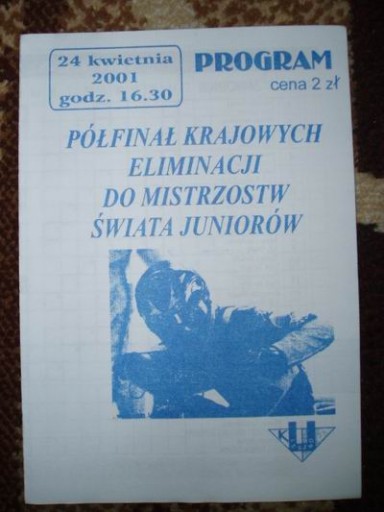 24 kwietnia
2001
godz. 16.30
PROGRAM
cena 2 zł
PÓŁFINAŁ KRAJOWYCH
ELIMINACJI
DO MISTRZOSTW
ŚWIATA JUNIORÓW